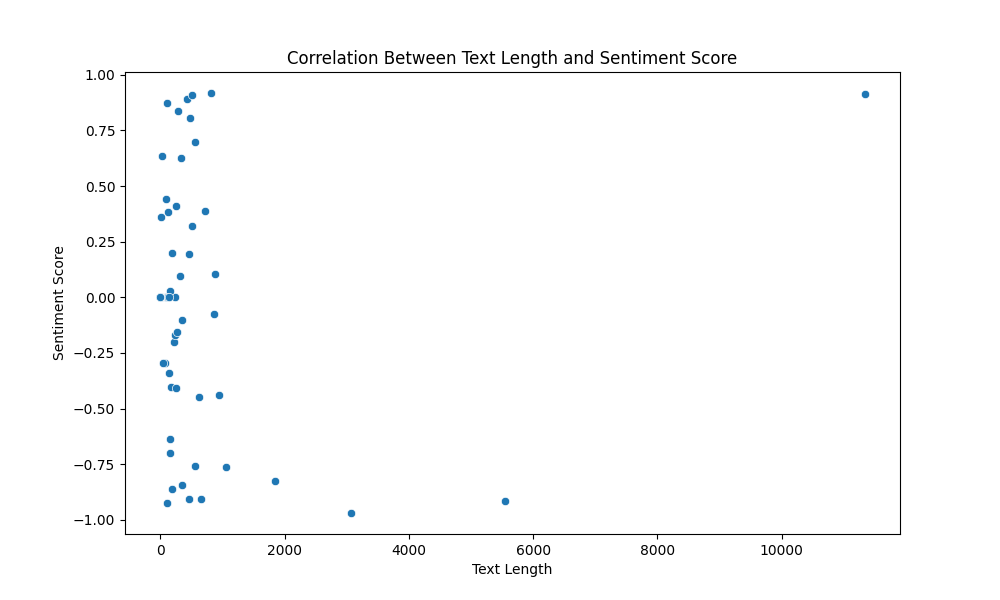 Correlation Between Text Length and Sentiment Score
1.00
0.75
0.50
0.25
0.00
−0.25
−0.50
−0.75
−1.00
Sentiment Score
0 2000 4000 6000 8000 10000
Text Length